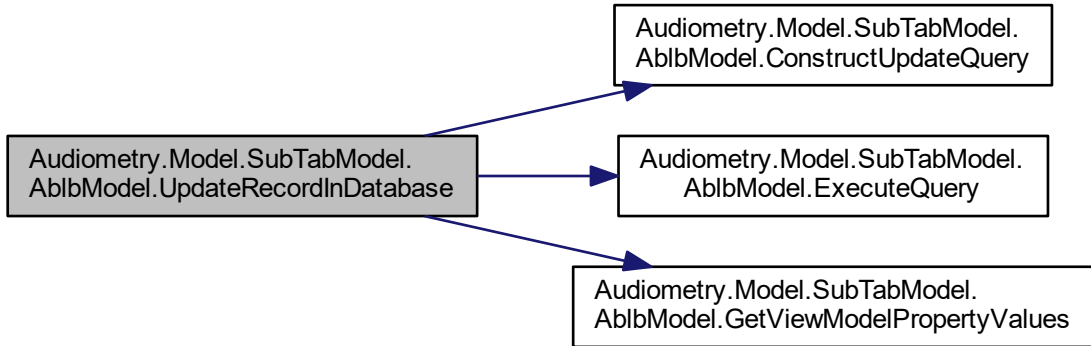 Audiometry.Model.SubTabModel.
AblbModel.ConstructUpdateQuery
Audiometry.Model.SubTabModel.
AblbModel.UpdateRecordInDatabase
Audiometry.Model.SubTabModel.
AblbModel.ExecuteQuery
Audiometry.Model.SubTabModel.
AblbModel.GetViewModelPropertyValues